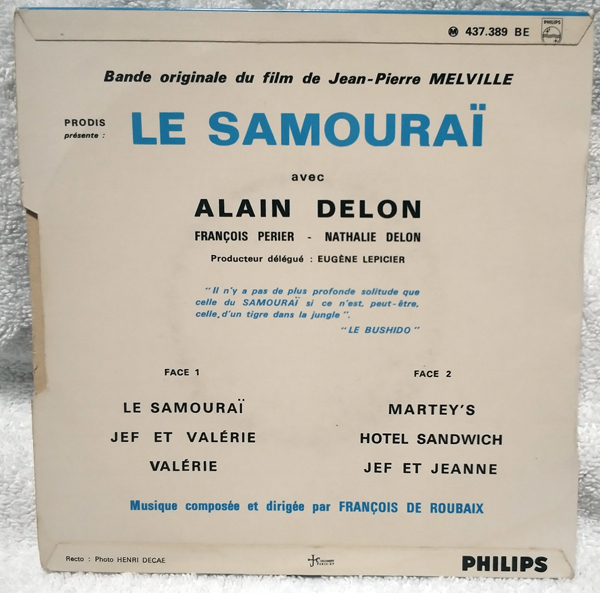 Ⓜ 437.389 BE PHILIPS
Bande originale du film de Jean-Pierre MELVILLE
PRODIS
présente :
LE SAMOURAÏ
avec
ALAIN DELON
FRANÇOIS PERIER - NATHALIE DELON
Producteur délégué : EUGÈNE LEPICIER
"Il n'y a pas de plus profonde solitude que
celle du SAMOURAÏ si ce n'est, peut-être,
celle d'un tigre dans la jungle".
"LE BUSHIDO"
FACE 1
LE SAMOURAÏ
JEF ET VALÉRIE
VALÉRIE
FACE 2
MARTEY'S
HOTEL SANDWICH
JEF ET JEANNE
Musique composée et dirigée par FRANÇOIS DE ROUBAIX
Recto : Photo HENRI DECAE
PHILIPS